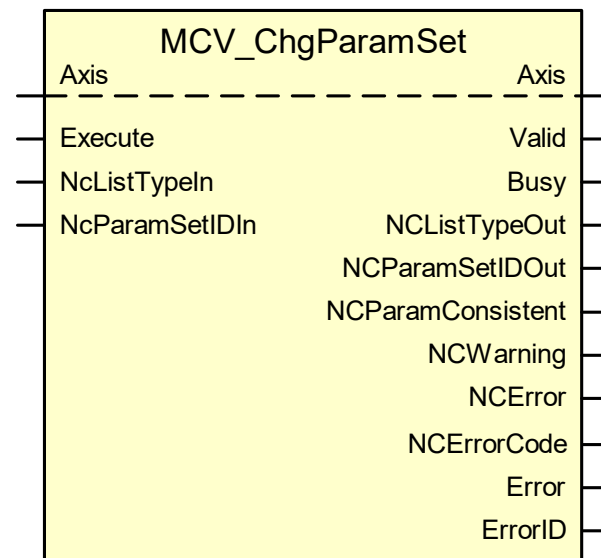 MCV_ChgParamSet
Axis Axis
Execute Valid
NcListTypeIn Busy
NcParamSetIDIn NCListTypeOut
NCParamSetIDOut
NCParamConsistent
NCWarning
NCError
NCErrorCode
Error
ErrorID